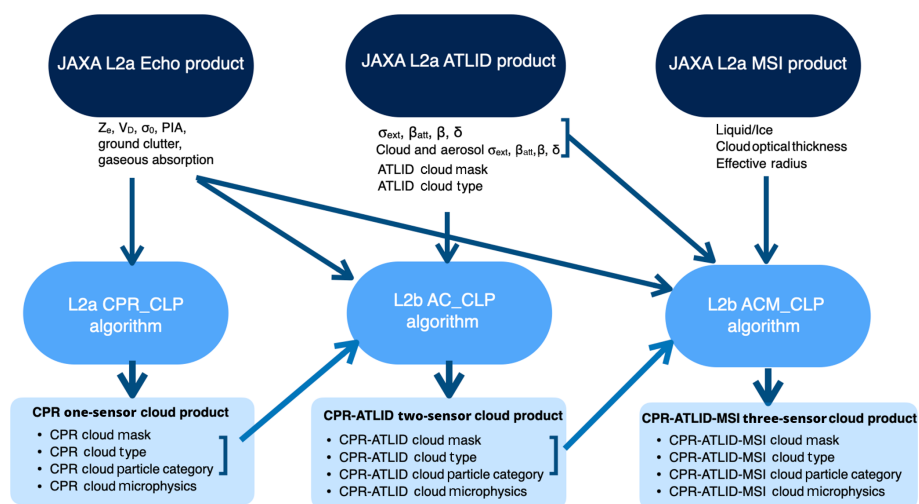 JAXA L2a Echo product
JAXA L2a ATLID product
JAXA L2a MSI product
Zₑ, V_D, σ₀, PIA,
ground clutter,
gaseous absorption
σₑₓₜ, βₐₜₜ, β, δ
Cloud and aerosol σₑₓₜ, βₐₜₜ,β, δ
ATLID cloud mask
ATLID cloud type
Liquid/Ice
Cloud optical thickness
Effective radius
L2a CPR_CLP
algorithm
L2b AC_CLP
algorithm
L2b ACM_CLP
algorithm
CPR one-sensor cloud product
• CPR cloud mask
• CPR cloud type
• CPR cloud particle category
• CPR cloud microphysics
CPR-ATLID two-sensor cloud product
• CPR-ATLID cloud mask
• CPR-ATLID cloud type
• CPR-ATLID cloud particle category
• CPR-ATLID cloud microphysics
CPR-ATLID-MSI three-sensor cloud product
• CPR-ATLID-MSI cloud mask
• CPR-ATLID-MSI cloud type
• CPR-ATLID-MSI cloud particle category
• CPR-ATLID-MSI cloud microphysics